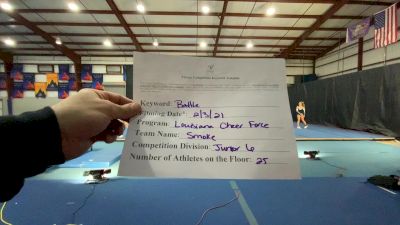 Keyword: Battle
Filming Date*: 2/3/21
Program: Louisiana Cheer Force
Team Name: Smoke
Competition Division: Junior 6
Number of Athletes on the Floor: 25